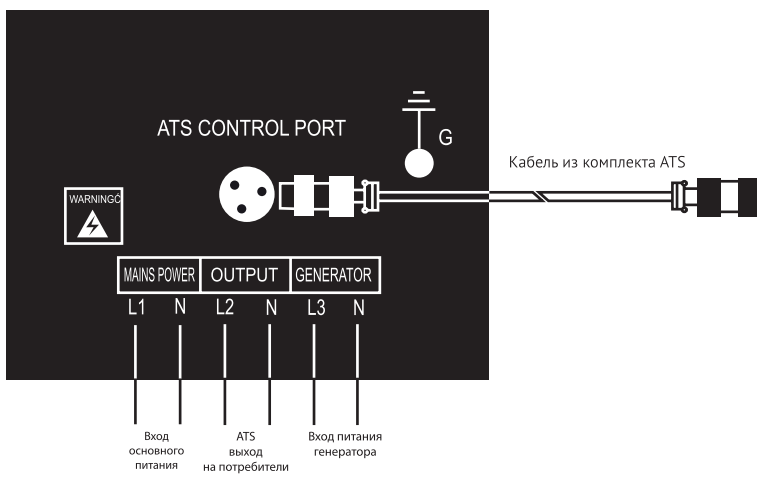 ATS CONTROL PORT
G
Кабель из комплекта ATS
WARNINGĆ
MAINS POWER OUTPUT GENERATOR
L1 N L2 N L3 N
Вход
основного
питания
ATS
выход
на потребители
Вход питания
генератора